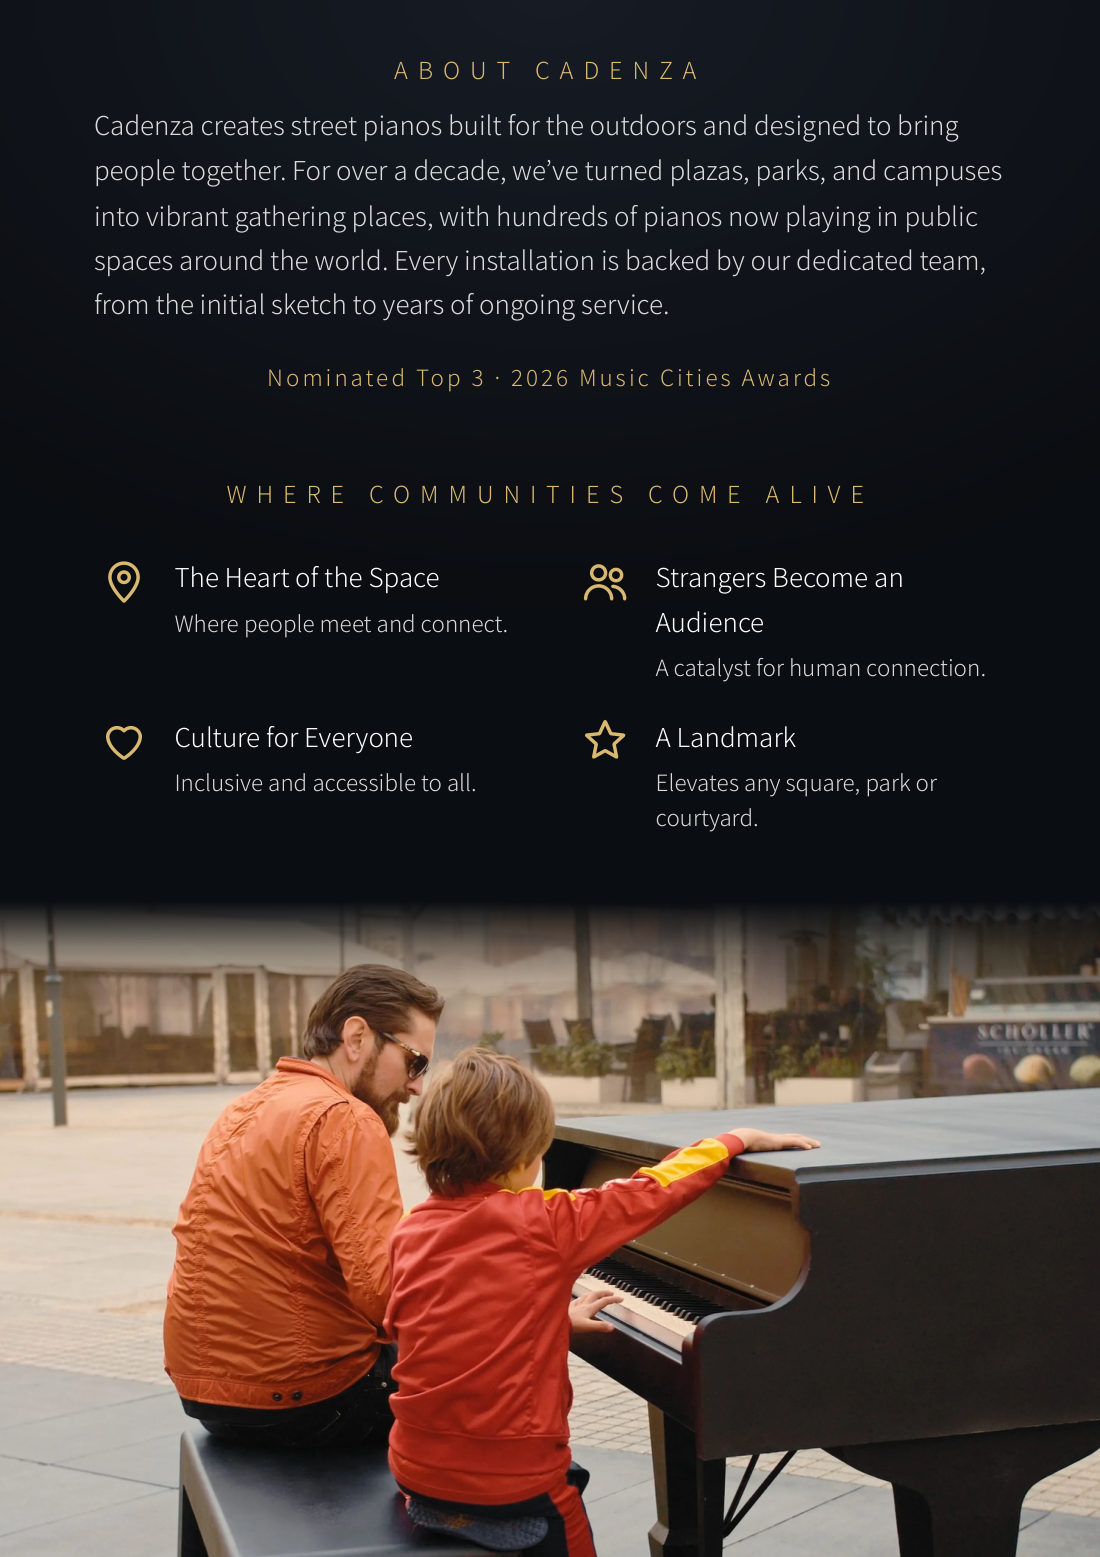 ABOUT CADENZA
Cadenza creates street pianos built for the outdoors and designed to bring
people together. For over a decade, we’ve turned plazas, parks, and campuses
into vibrant gathering places, with hundreds of pianos now playing in public
spaces around the world. Every installation is backed by our dedicated team,
from the initial sketch to years of ongoing service.
Nominated Top 3 · 2026 Music Cities Awards
WHERE COMMUNITIES COME ALIVE
The Heart of the Space
Where people meet and connect.
Strangers Become an
Audience
A catalyst for human connection.
Culture for Everyone
Inclusive and accessible to all.
A Landmark
Elevates any square, park or
courtyard.
SCHÖLLER